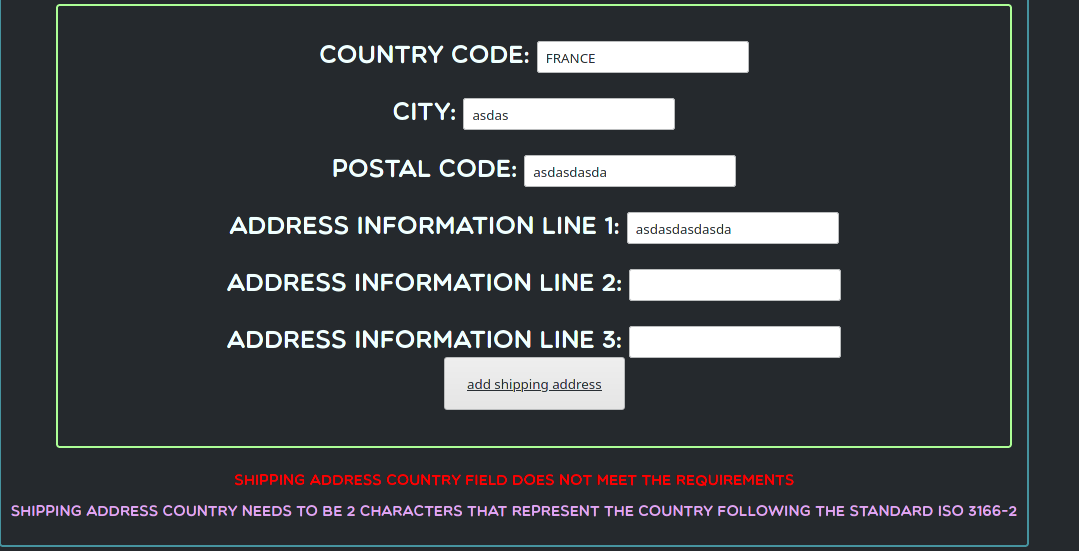 COUNTRY CODE: FRANCE
CITY: asdas
POSTAL CODE: asdasdasda
ADDRESS INFORMATION LINE 1: asdasdasdasda
ADDRESS INFORMATION LINE 2:
ADDRESS INFORMATION LINE 3:
add shipping address
SHIPPING ADDRESS COUNTRY FIELD DOES NOT MEET THE REQUIREMENTS
SHIPPING ADDRESS COUNTRY NEEDS TO BE 2 CHARACTERS THAT REPRESENT THE COUNTRY FOLLOWING THE STANDARD ISO 3166-2